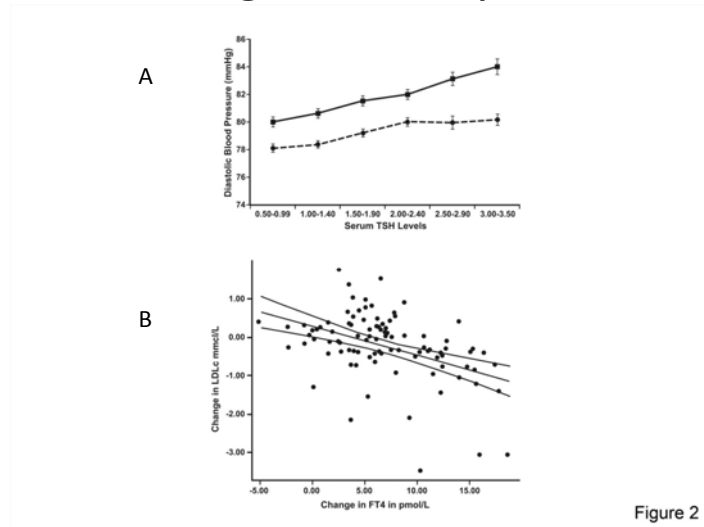 A
Diastolic Blood Pressure (mmHg)
86
84
82
80
78
76
74
0.50-0.99 1.00-1.40 1.50-1.90 2.00-2.40 2.50-2.90 3.00-3.50
Serum TSH Levels
B
Change in LDLc mmcl/L
1.00
0.00
-1.00
-2.00
-3.00
-5.00 0.00 5.00 10.00 15.00
Change in FT4 in pmol/L
Figure 2